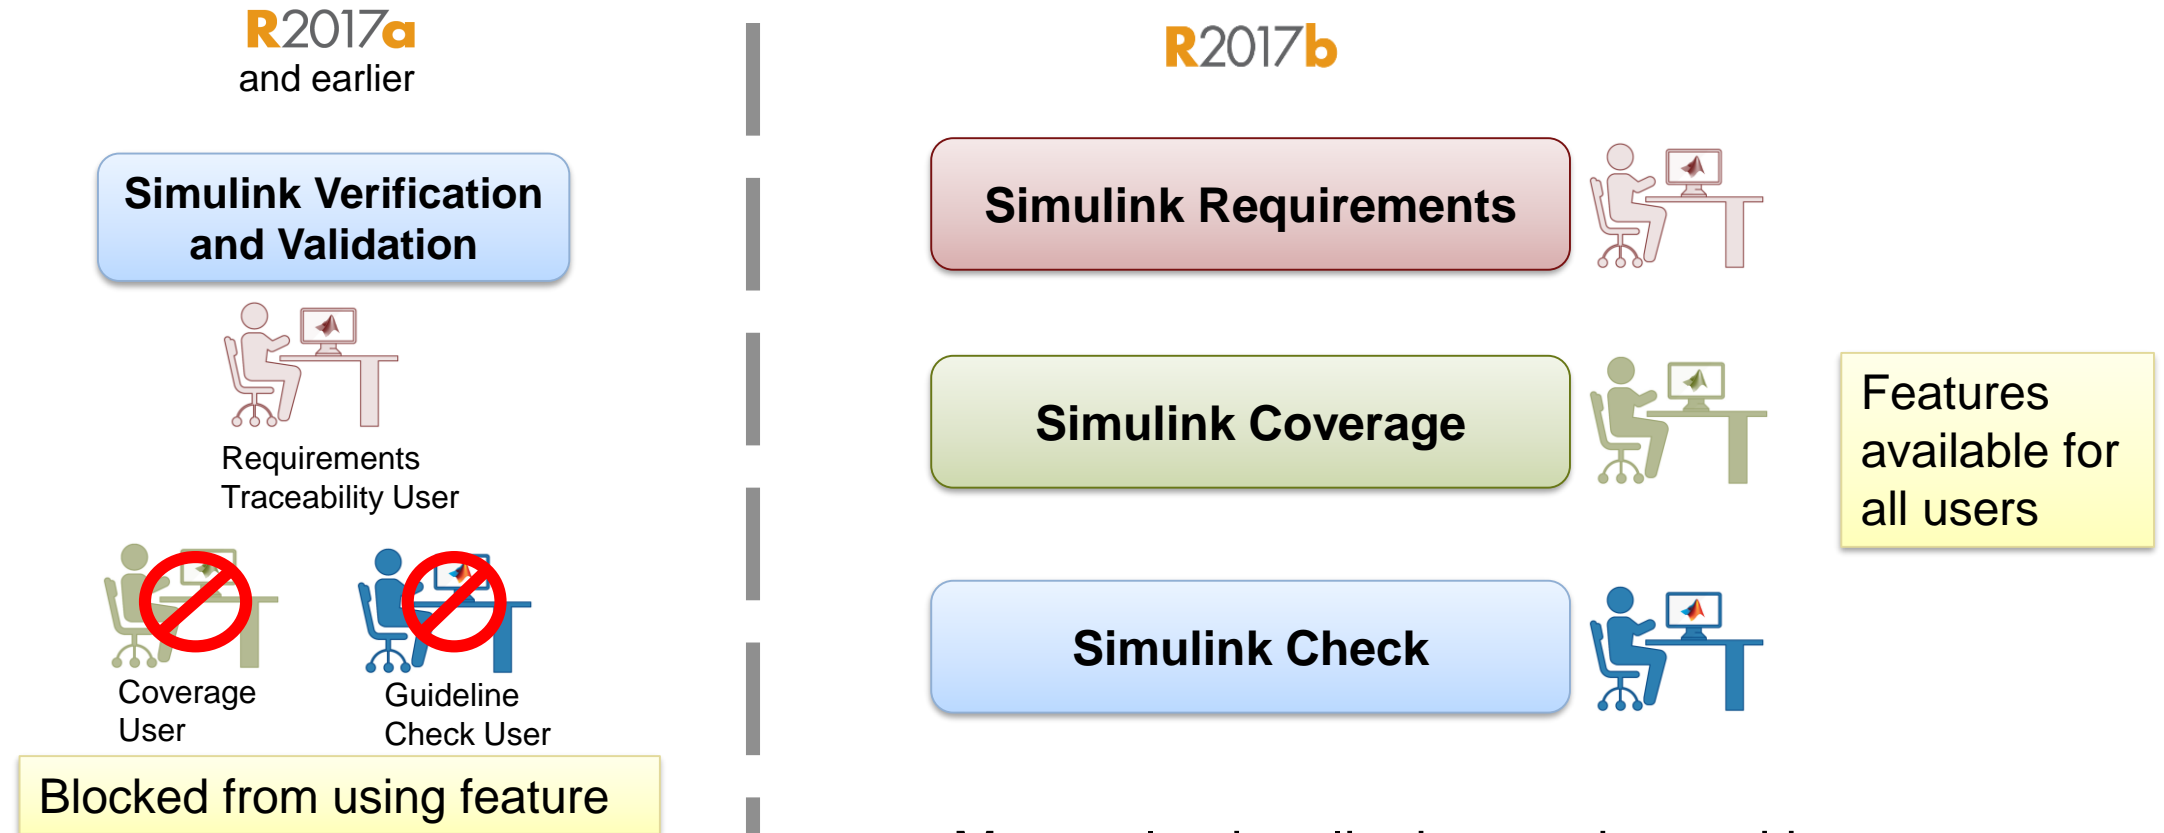 R2017a
and earlier
Simulink Verification
and Validation
Requirements
Traceability User
Coverage
User
Guideline
Check User
Blocked from using feature
R2017b
Simulink Requirements
Simulink Coverage
Simulink Check
Features
available for
all users